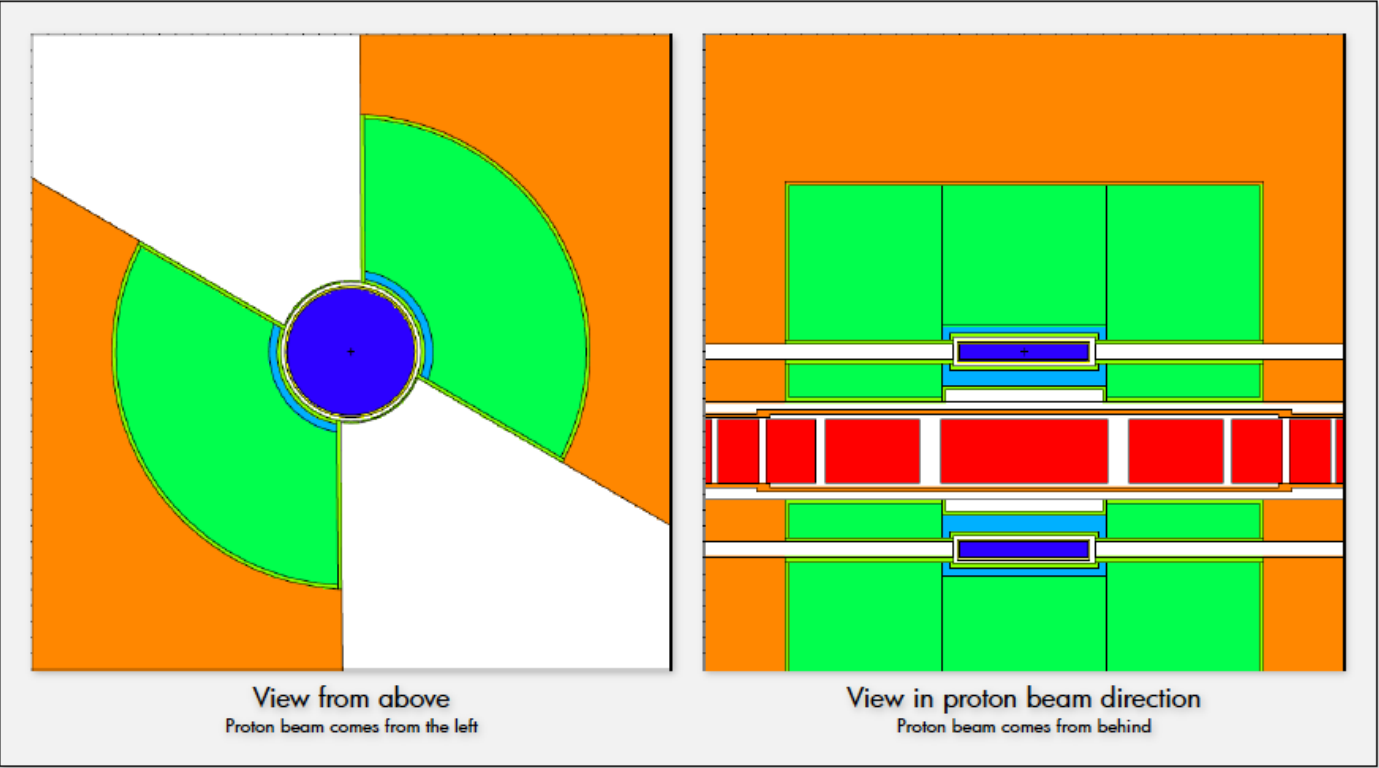 View from above
Proton beam comes from the left
View in proton beam direction
Proton beam comes from behind